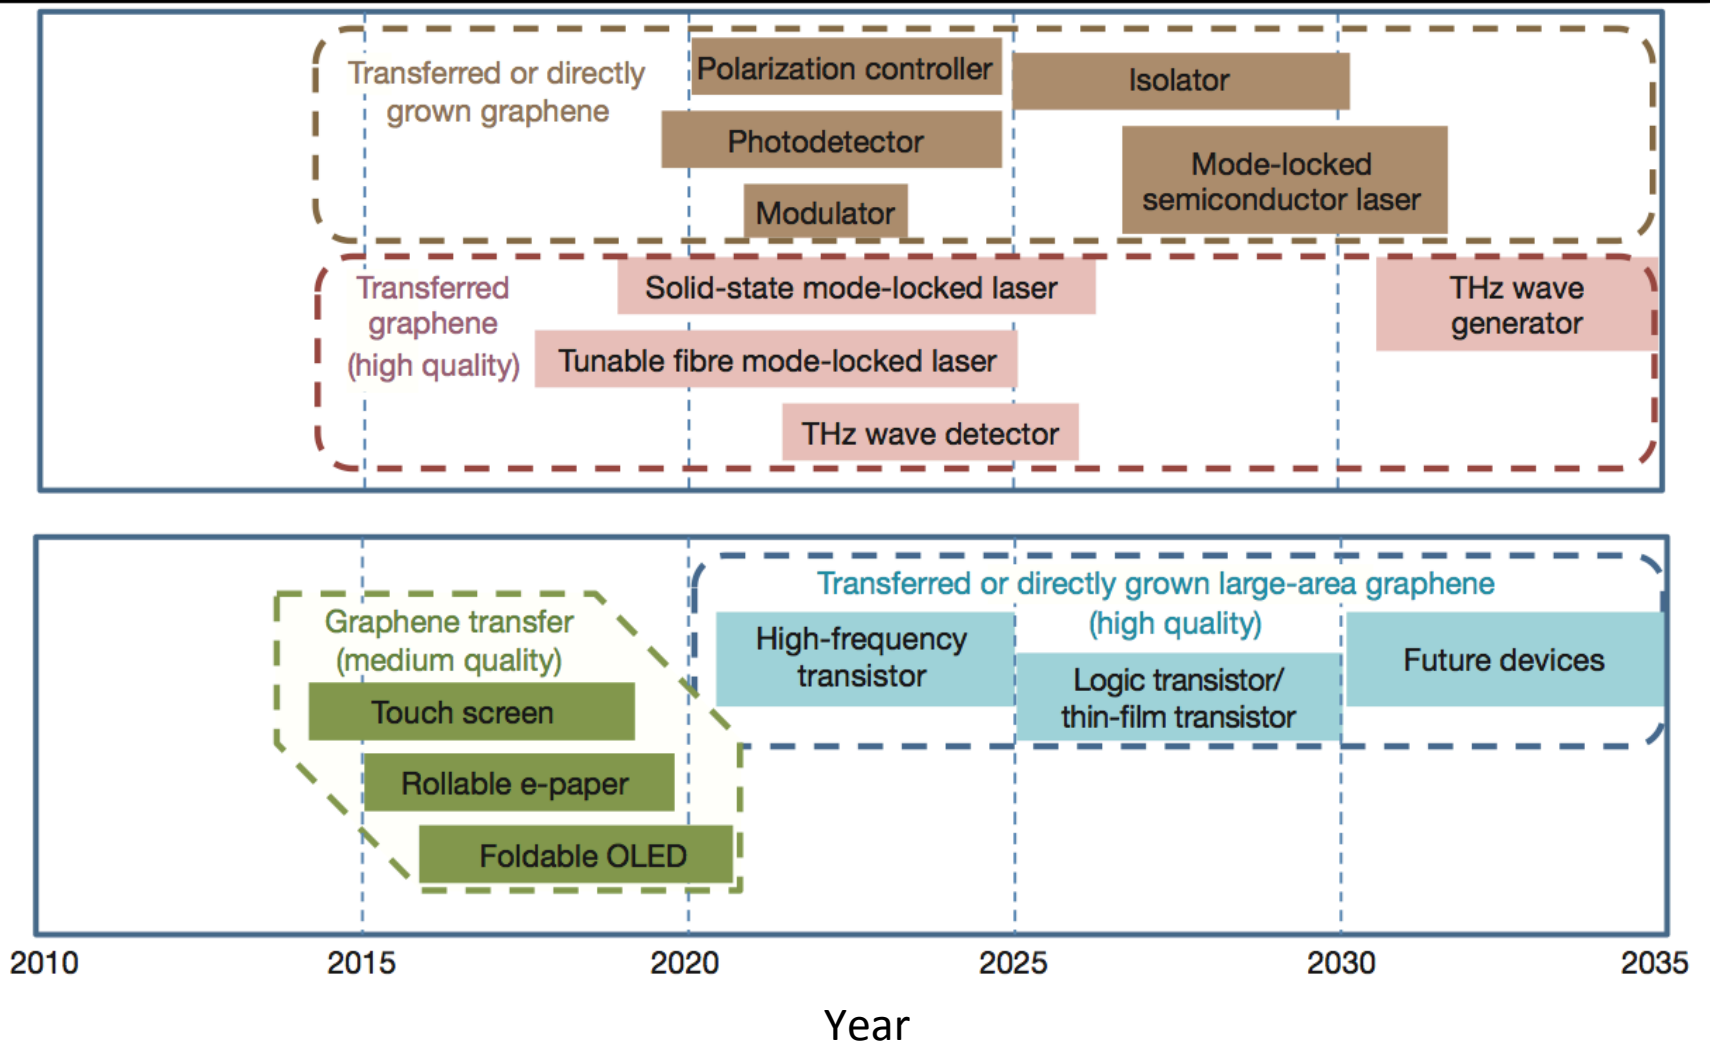 Transferred or directly
grown graphene
Polarization controller
Isolator
Photodetector
Mode-locked
semiconductor laser
Modulator
Transferred
graphene
(high quality)
Solid-state mode-locked laser
THz wave
generator
Tunable fibre mode-locked laser
THz wave detector
Graphene transfer
(medium quality)
Touch screen
Rollable e-paper
Foldable OLED
Transferred or directly grown large-area graphene
(high quality)
High-frequency
transistor
Logic transistor/
thin-film transistor
Future devices
2010 2015 2020 2025 2030 2035
Year